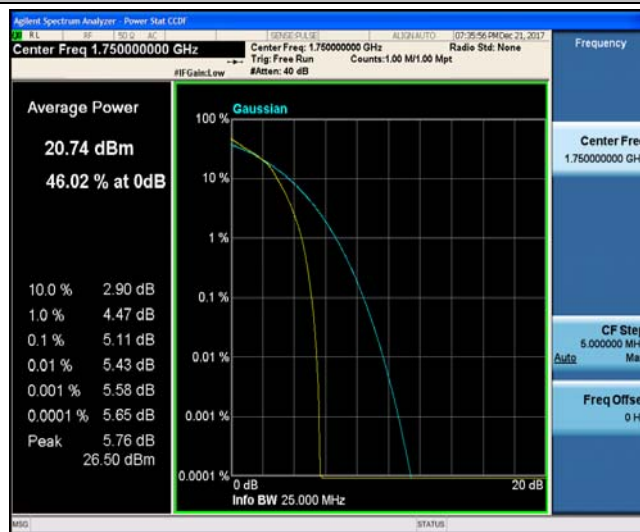 Agilent Spectrum Analyzer - Power Stat CCDF
RL RF 50 Ω AC SENSE:PULSE ALIGN AUTO 07:35:56 PM Dec 21, 2017
Center Freq 1.750000000 GHz
Center Freq: 1.750000000 GHz Radio Std: None
Trig: Free Run Counts:1.00 M/1.00 Mpt
#IFGain:Low #Atten: 40 dB
Frequency
Average Power
20.74 dBm
46.02 % at 0dB
10.0 % 2.90 dB
1.0 % 4.47 dB
0.1 % 5.11 dB
0.01 % 5.43 dB
0.001 % 5.58 dB
0.0001 % 5.65 dB
Peak 5.76 dB
26.50 dBm
Gaussian
100 %
10 %
1 %
0.1 %
0.01 %
0.001 %
0.0001 %
0 dB 20 dB
Info BW 25.000 MHz
Center Fre
1.750000000 GH
CF Step
5.000000 MH
Auto Ma
Freq Offse
0 H
MSG STATUS